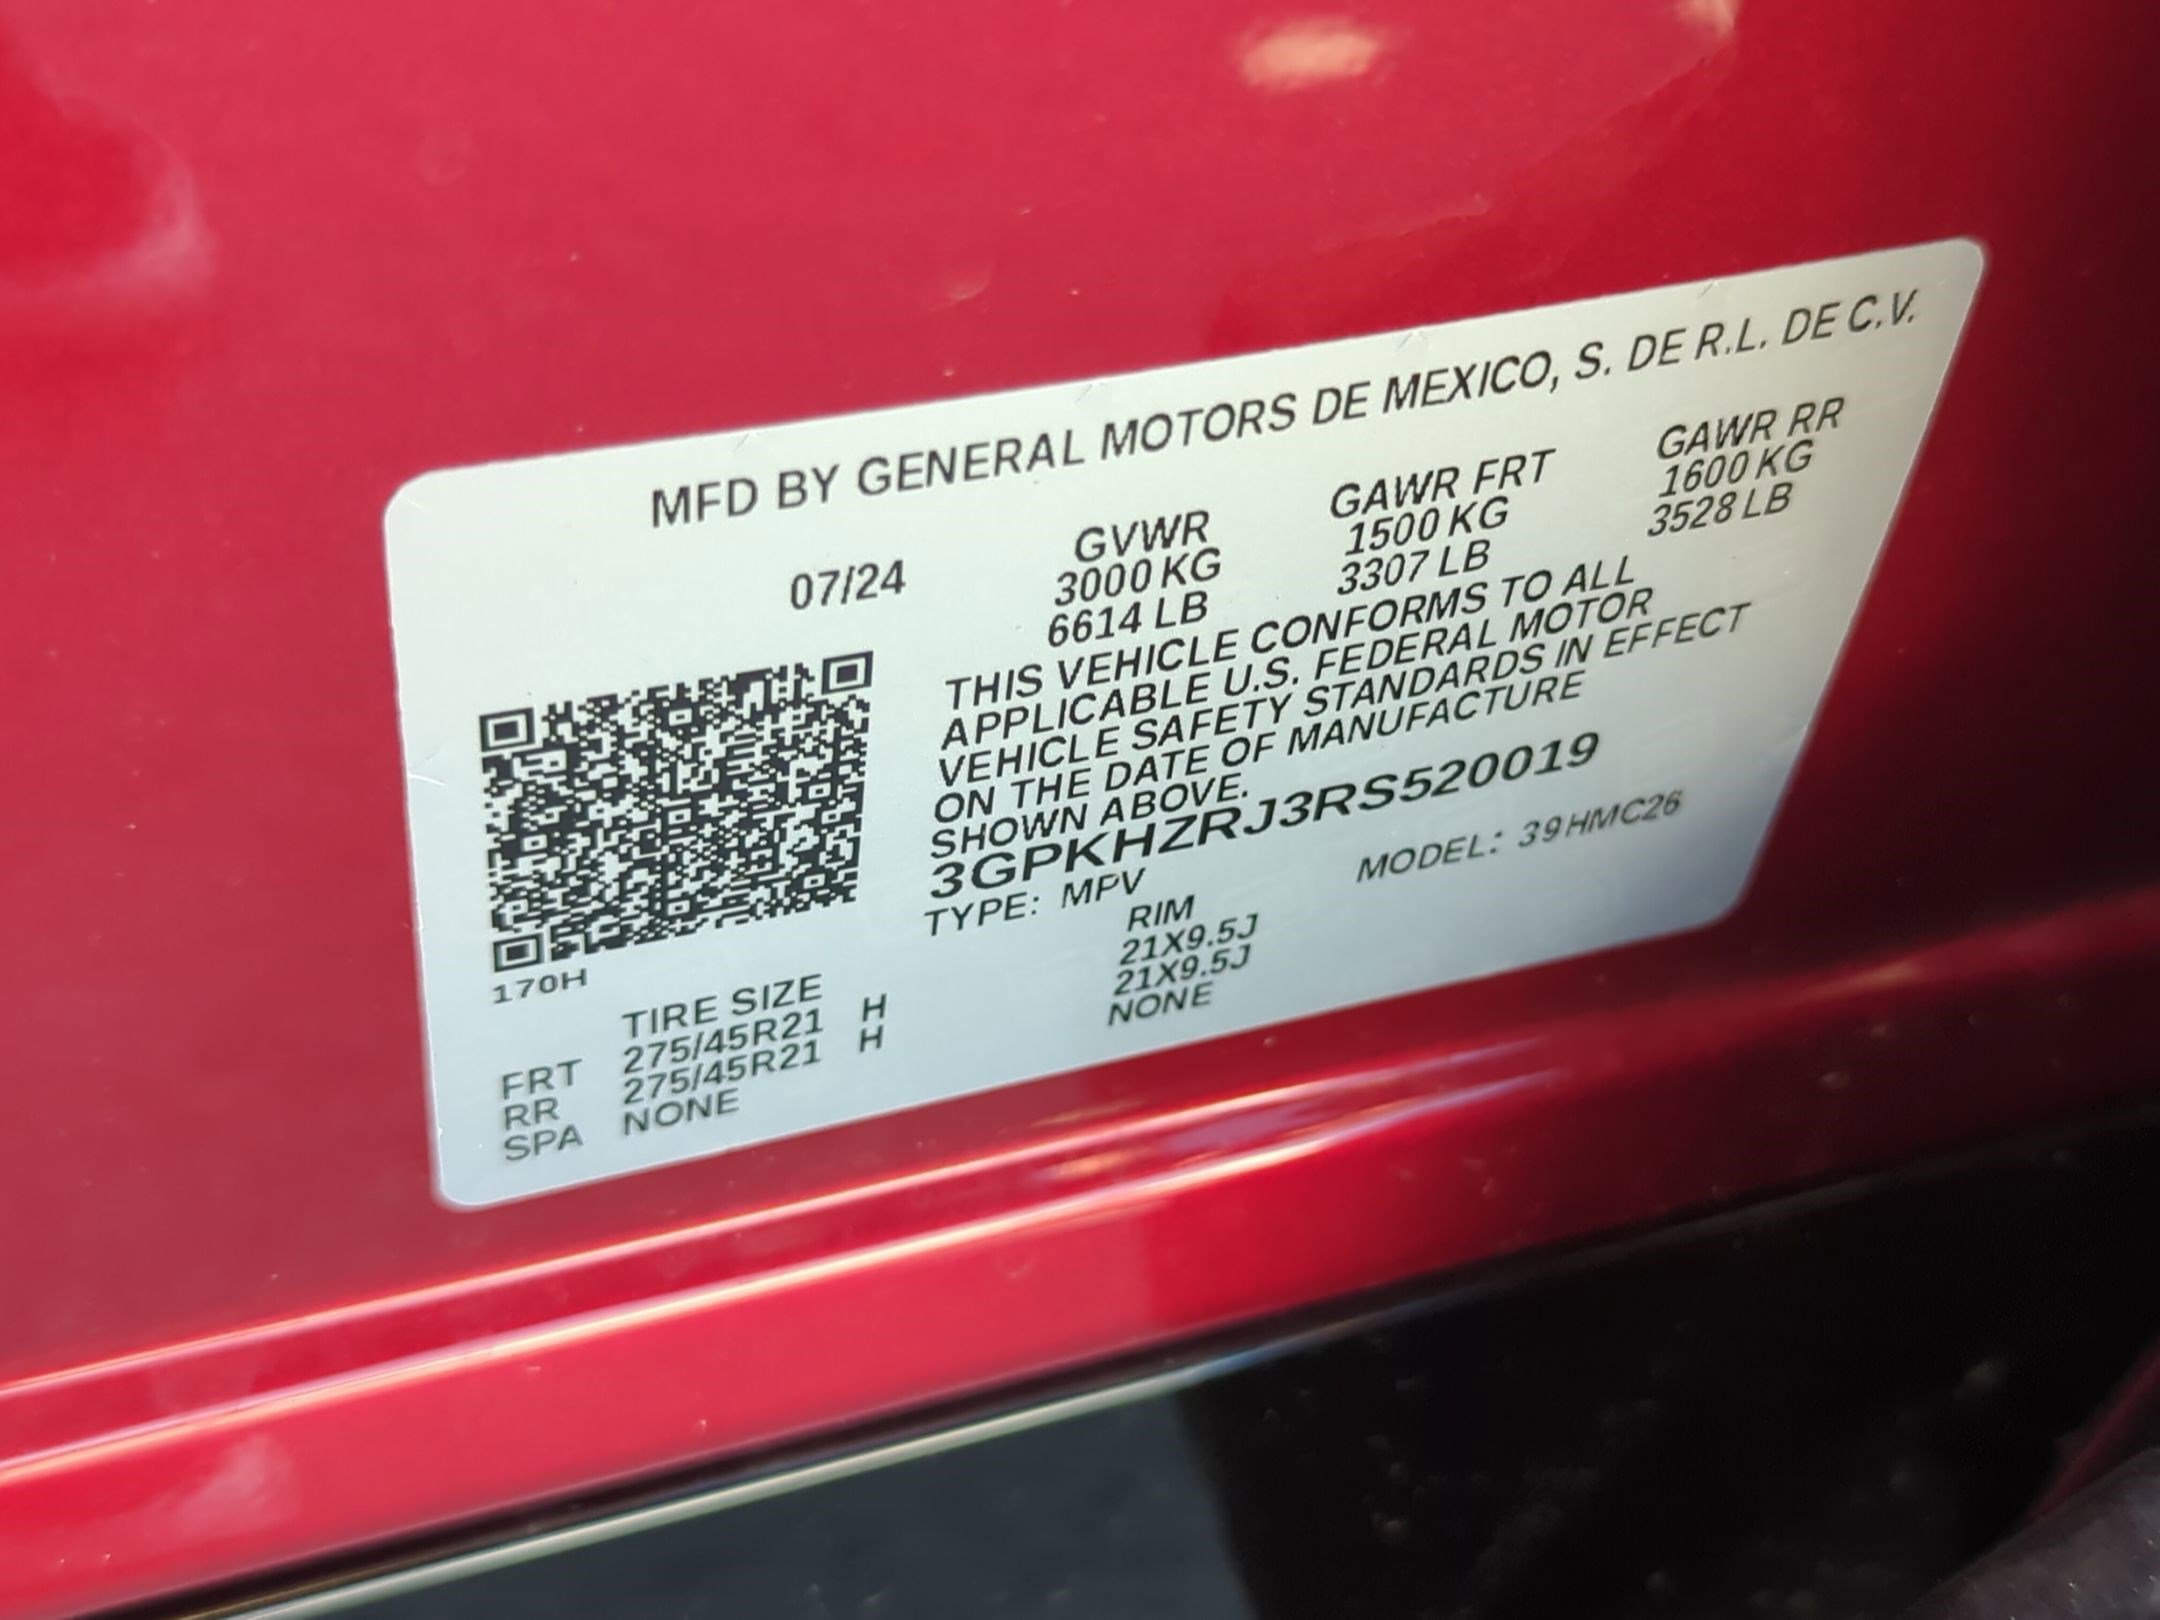 MFD BY GENERAL MOTORS DE MEXICO, S. DE R.L. DE C.V.
07/24 GVWR GAWR FRT GAWR RR
3000 KG 1500 KG 1600 KG
6614 LB 3307 LB 3528 LB
THIS VEHICLE CONFORMS TO ALL
APPLICABLE U.S. FEDERAL MOTOR
VEHICLE SAFETY STANDARDS IN EFFECT
ON THE DATE OF MANUFACTURE
SHOWN ABOVE.
3GPKHZRJ3RS520019
TYPE: MPV MODEL: 39HMC26
170H
TIRE SIZE RIM
FRT 275/45R21 H 21X9.5J
RR 275/45R21 H 21X9.5J
SPA NONE NONE